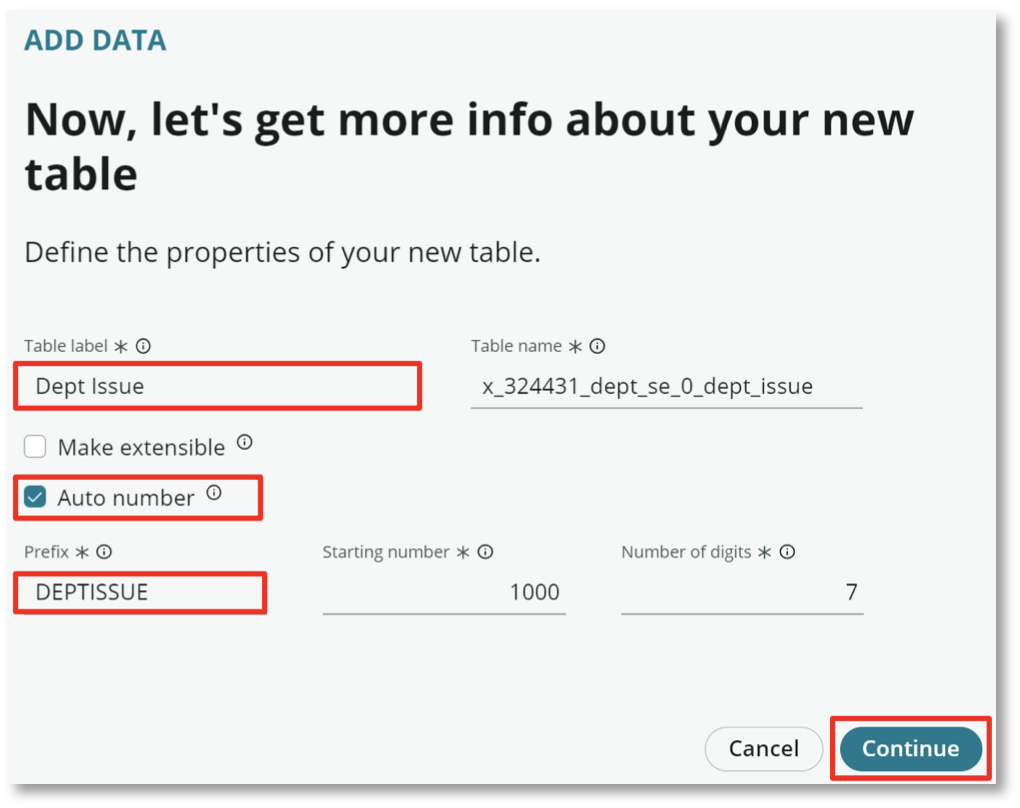 ADD DATA
Now, let's get more info about your new
table
Define the properties of your new table.
Table label * Table name *
Dept Issue x_324431_dept_se_0_dept_issue
Make extensible
Auto number
Prefix * Starting number * Number of digits *
DEPTISSUE 1000 7
Cancel Continue